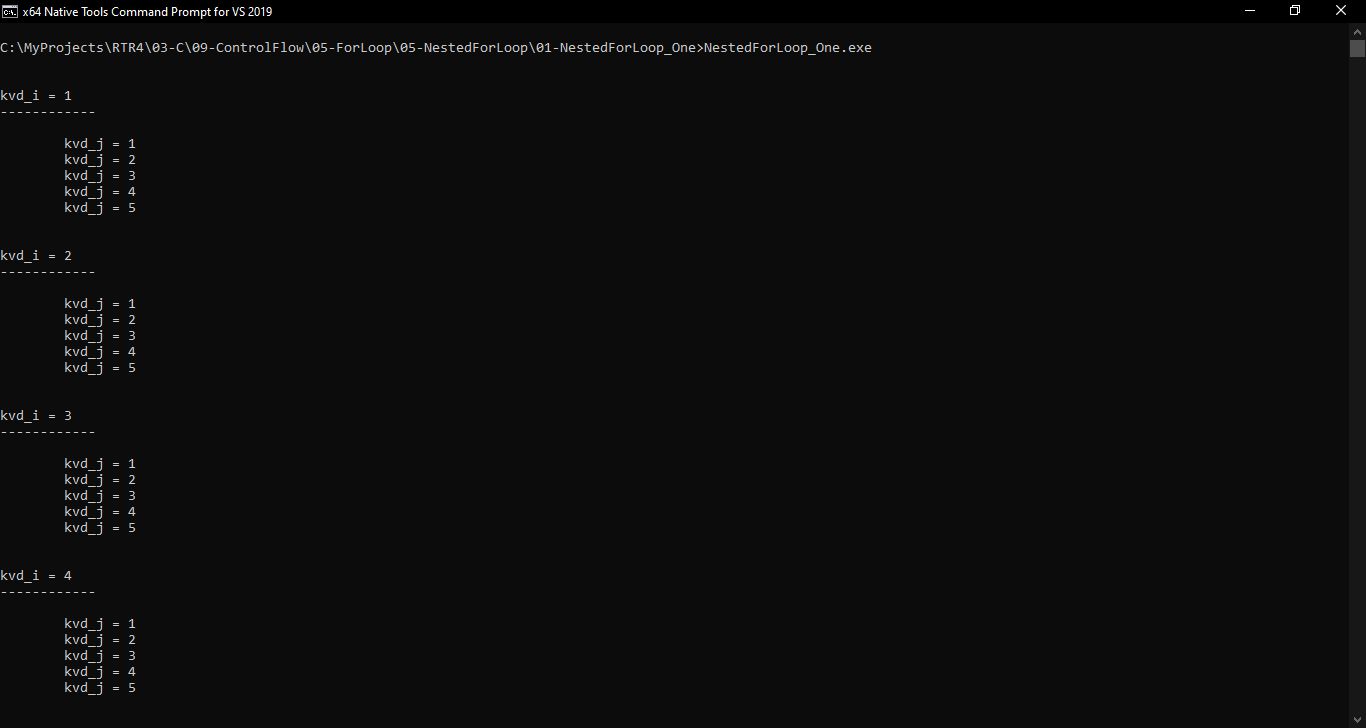 x64 Native Tools Command Prompt for VS 2019
C:\MyProjects\RTR4\03-C\09-ControlFlow\05-ForLoop\05-NestedForLoop\01-NestedForLoop_One>NestedForLoop_One.exe
kvd_i = 1
------------
kvd_j = 1
kvd_j = 2
kvd_j = 3
kvd_j = 4
kvd_j = 5
kvd_i = 2
------------
kvd_j = 1
kvd_j = 2
kvd_j = 3
kvd_j = 4
kvd_j = 5
kvd_i = 3
------------
kvd_j = 1
kvd_j = 2
kvd_j = 3
kvd_j = 4
kvd_j = 5
kvd_i = 4
------------
kvd_j = 1
kvd_j = 2
kvd_j = 3
kvd_j = 4
kvd_j = 5